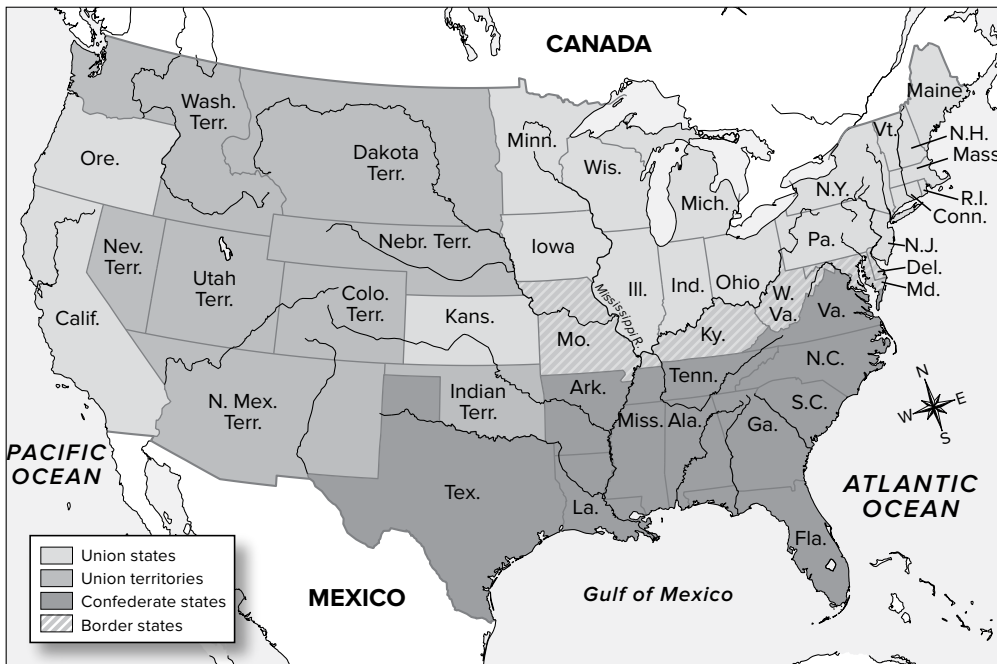 CANADA
Maine
Wash.
Terr.
Vt.
N.H.
Minn.
Dakota
Terr.
Mass
Ore.
Wis.
N.Y.
R.I.
Mich.
Conn.
Nev.
Terr.
Nebr. Terr.
Iowa
Pa.
N.J.
Utah
Terr.
Ill.
Ind.
Ohio
Del.
Md.
Colo.
Terr.
Mississippi R.
W.
Va.
Va.
Calif.
Kans.
Mo.
Ky.
N.C.
Tenn.
N. Mex.
Terr.
Indian
Terr.
Ark.
S.C.
Miss.
Ala.
Ga.
N
W
E
S
PACIFIC
OCEAN
Tex.
La.
ATLANTIC
OCEAN
Fla.
Union states
Union territories
Confederate states
Border states
MEXICO
Gulf of Mexico